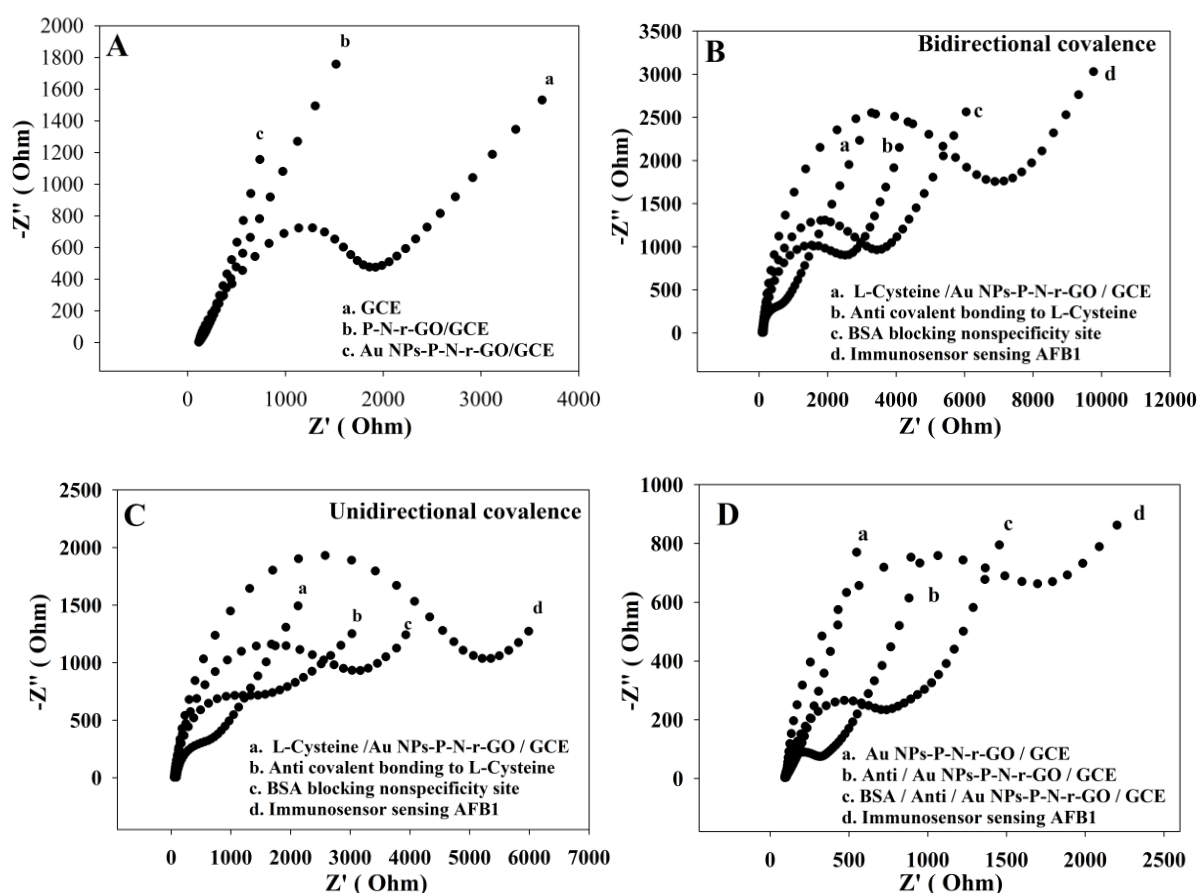 A
-Z" ( Ohm)
2000
1800
1600
1400
1200
1000
800
600
400
200
0
b
a
c
a. GCE
b. P-N-r-GO/GCE
c. Au NPs-P-N-r-GO/GCE
0 1000 2000 3000 4000
Z' ( Ohm)
B
Bidirectional covalence
-Z" ( Ohm)
3500
3000
2500
2000
1500
1000
500
0
d
c
a
b
a. L-Cysteine /Au NPs-P-N-r-GO / GCE
b. Anti covalent bonding to L-Cysteine
c. BSA blocking nonspecificity site
d. Immunosensor sensing AFB1
0 2000 4000 6000 8000 10000 12000
Z' ( Ohm)
C
Unidirectional covalence
-Z" ( Ohm)
2500
2000
1500
1000
500
0
a
b
c
d
a. L-Cysteine /Au NPs-P-N-r-GO / GCE
b. Anti covalent bonding to L-Cysteine
c. BSA blocking nonspecificity site
d. Immunosensor sensing AFB1
0 1000 2000 3000 4000 5000 6000 7000
Z' ( Ohm)
D
-Z" ( Ohm)
1000
800
600
400
200
0
a
c
d
b
a. Au NPs-P-N-r-GO / GCE
b. Anti / Au NPs-P-N-r-GO / GCE
c. BSA / Anti / Au NPs-P-N-r-GO / GCE
d. Immunosensor sensing AFB1
0 500 1000 1500 2000 2500
Z' ( Ohm)